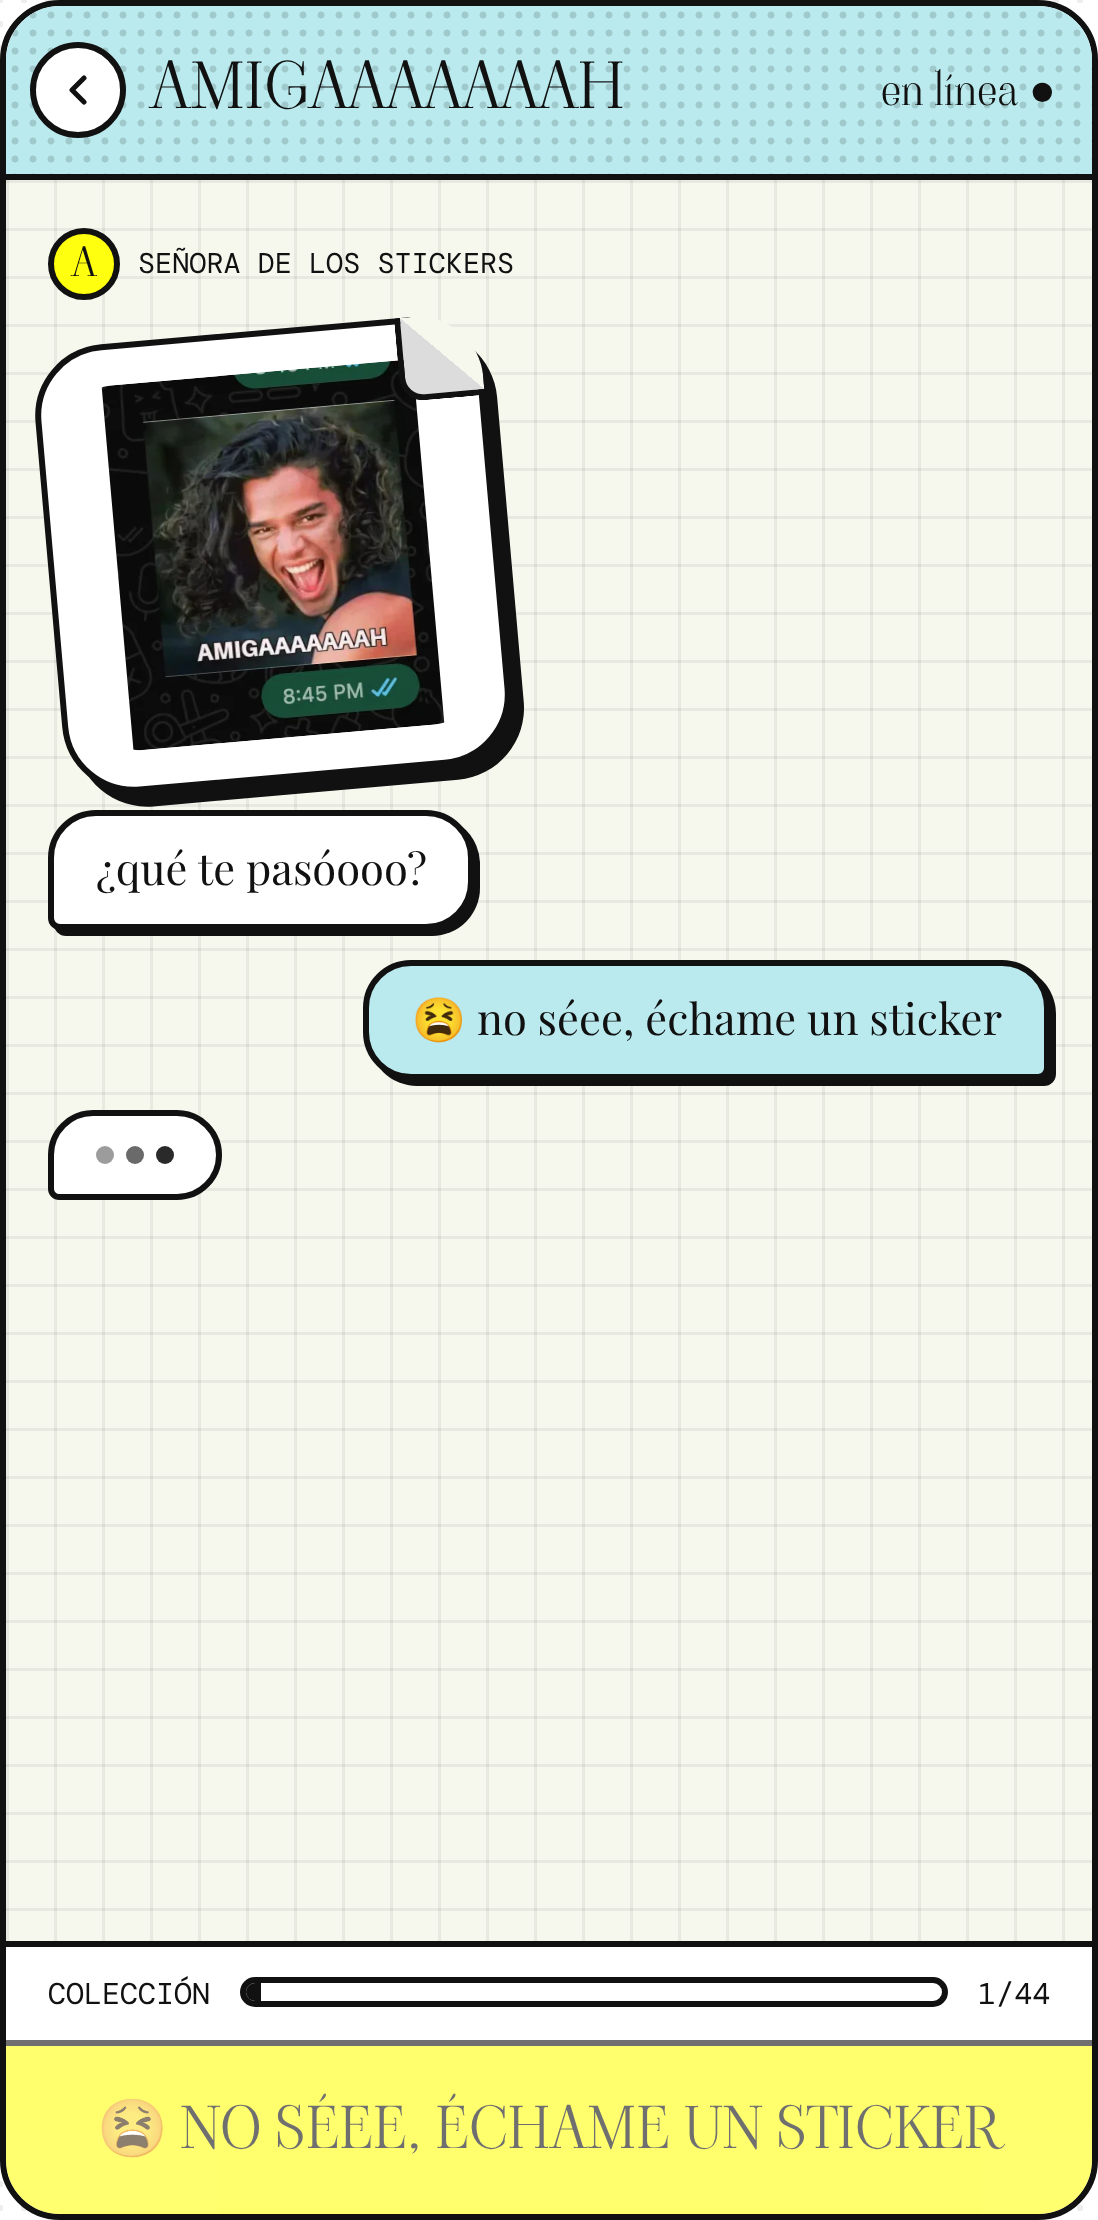 AMIGAAAAAAAH
en línea
A
SEÑORA DE LOS STICKERS
AMIGAAAAAAAH
8:45 PM
¿qué te pasóooo?
😫 no séee, échame un sticker
COLECCIÓN
1/44
😫 NO SÉEE, ÉCHAME UN STICKER